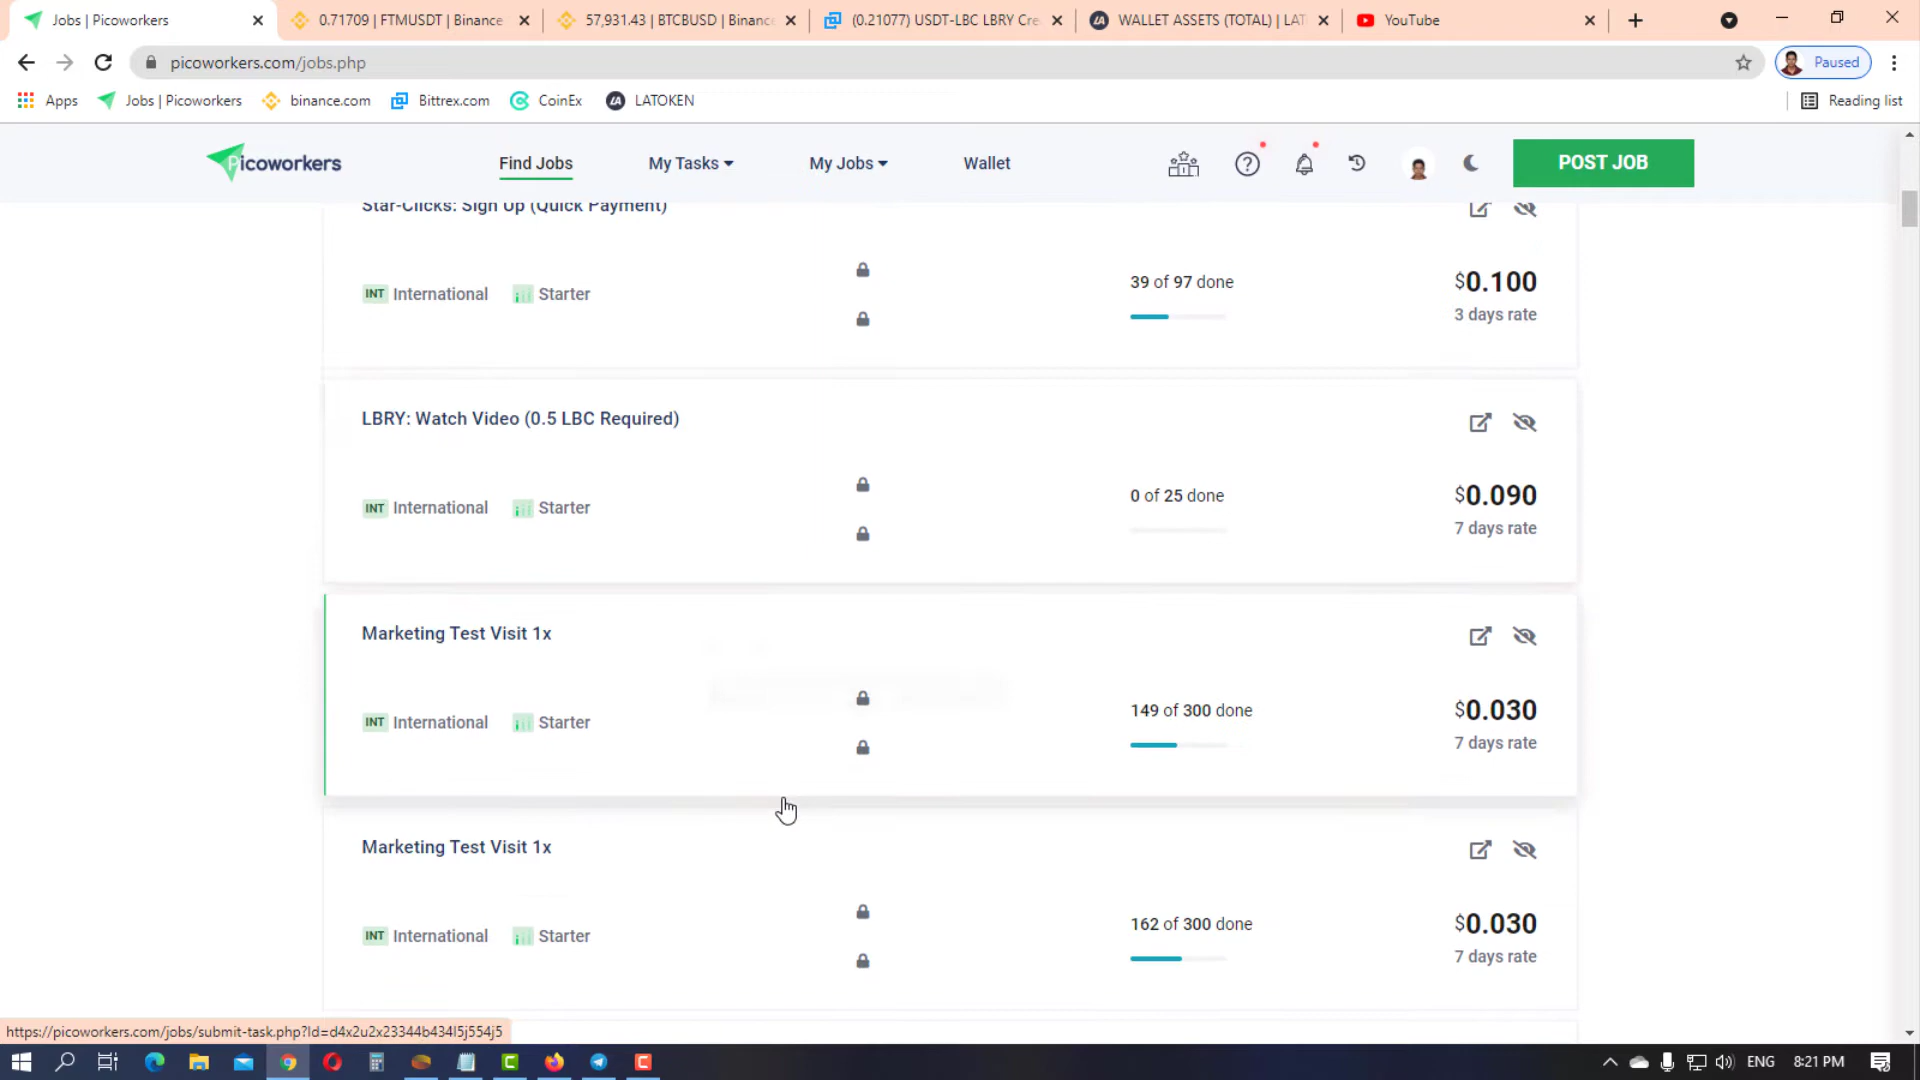 Jobs | Picoworkers
0.71709 | FTMUSDT | Binance
57,931.43 | BTCBUSD | Binanc
(0.21077) USDT-LBC LBRY Cre
WALLET ASSETS (TOTAL) | LAT
YouTube
picoworkers.com/jobs.php
Paused
Apps
Jobs | Picoworkers
binance.com
Bittrex.com
CoinEx
LATOKEN
Reading list
Picoworkers
Find Jobs
My Tasks
My Jobs
Wallet
POST JOB
Star-Clicks: Sign Up (Quick Payment)
INT International
Starter
39 of 97 done
$0.100
3 days rate
LBRY: Watch Video (0.5 LBC Required)
INT International
Starter
0 of 25 done
$0.090
7 days rate
Marketing Test Visit 1x
INT International
Starter
149 of 300 done
$0.030
7 days rate
Marketing Test Visit 1x
INT International
Starter
162 of 300 done
$0.030
7 days rate
https://picoworkers.com/jobs/submit-task.php?Id=d4x2u2x23344b434l5j554j5
ENG
8:21 PM